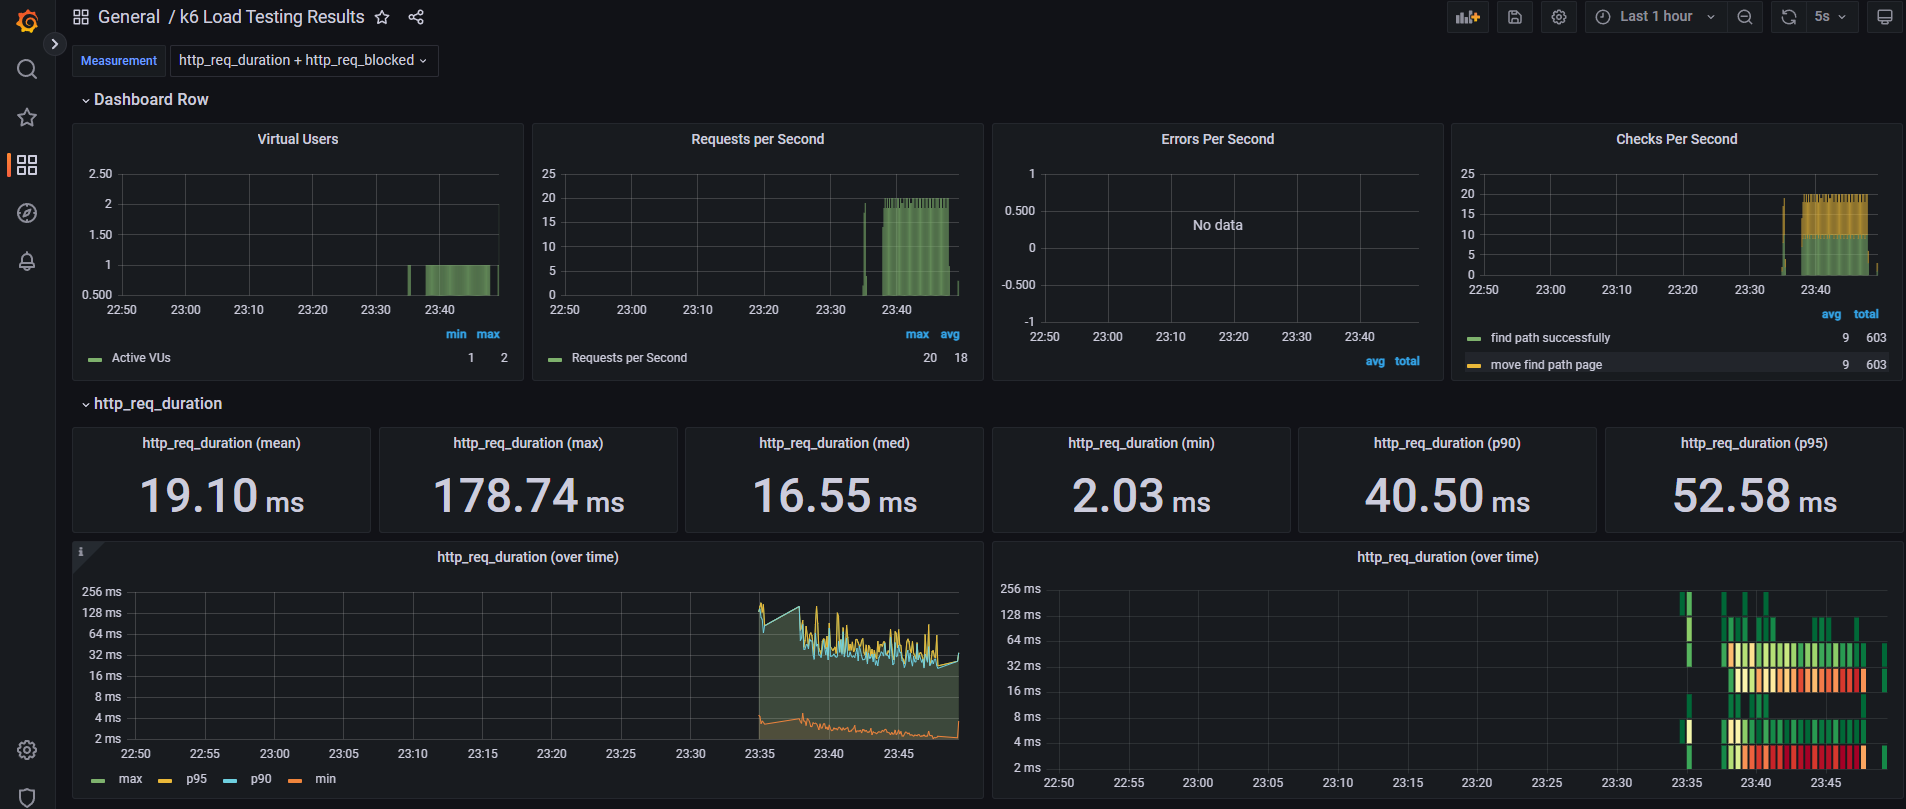 General / k6 Load Testing Results
Last 1 hour
5s
Measurement
http_req_duration + http_req_blocked
Dashboard Row
Virtual Users
2.50
2
1.50
1
0.500
22:50 23:00 23:10 23:20 23:30 23:40
min max
Active VUs 1 2
Requests per Second
25
20
15
10
5
0
22:50 23:00 23:10 23:20 23:30 23:40
max avg
Requests per Second 20 18
Errors Per Second
1
0.500
0
-0.500
-1
No data
22:50 23:00 23:10 23:20 23:30 23:40
avg total
Checks Per Second
25
20
15
10
5
0
22:50 23:00 23:10 23:20 23:30 23:40
avg total
find path successfully 9 603
move find path page 9 603
http_req_duration
http_req_duration (mean)
19.10 ms
http_req_duration (max)
178.74 ms
http_req_duration (med)
16.55 ms
http_req_duration (min)
2.03 ms
http_req_duration (p90)
40.50 ms
http_req_duration (p95)
52.58 ms
i
http_req_duration (over time)
256 ms
128 ms
64 ms
32 ms
16 ms
8 ms
4 ms
2 ms
22:50 22:55 23:00 23:05 23:10 23:15 23:20 23:25 23:30 23:35 23:40 23:45
max p95 p90 min
http_req_duration (over time)
256 ms
128 ms
64 ms
32 ms
16 ms
8 ms
4 ms
2 ms
22:50 22:55 23:00 23:05 23:10 23:15 23:20 23:25 23:30 23:35 23:40 23:45